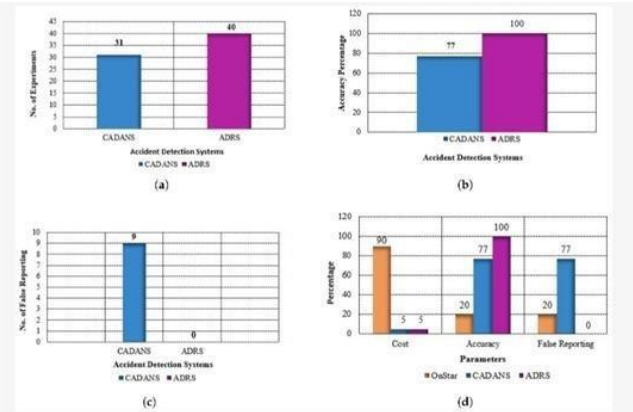 No. of Experiments
45
40
35
30
25
20
15
10
5
0
31
40
CADANS ADRS
Accident Detection Systems
CADANS ADRS
(a)
Accuracy Percentage
120
100
80
60
40
20
0
77
100
CADANS ADRS
Accident Detection Systems
(b)
No. of False Reporting
10
9
8
7
6
5
4
3
2
1
0
9
0
CADANS ADRS
Accident Detection Systems
CADANS ADRS
(c)
Percentage
120
100
80
60
40
20
0
90
5 5
20
77
100
20
77
0
Cost Accuracy False Reporting
Parameters
OnStar CADANS ADRS
(d)